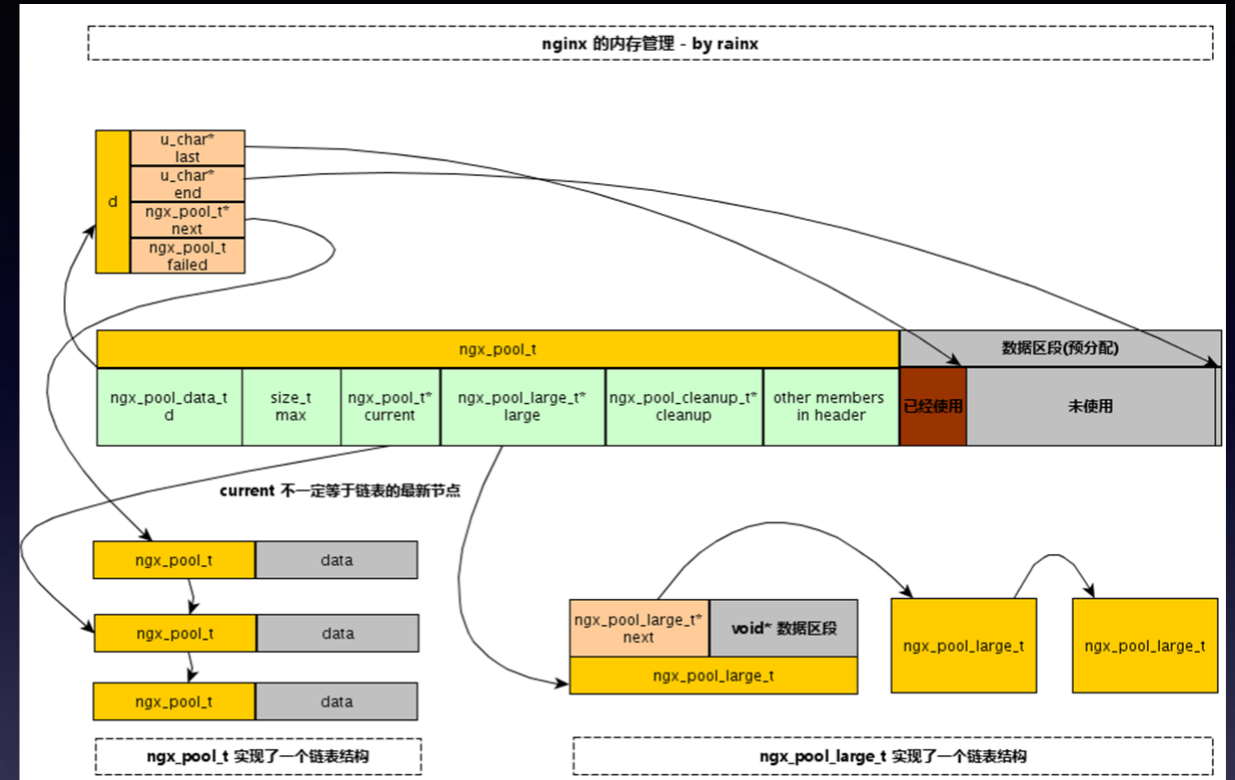 nginx 的内存管理 - by rainx
u_char*
last
u_char*
end
d
ngx_pool_t*
next
ngx_pool_t
failed
ngx_pool_t
数据区段(预分配)
ngx_pool_data_t
d
size_t
max
ngx_pool_t*
current
ngx_pool_large_t*
large
ngx_pool_cleanup_t*
cleanup
other members
in header
已经使用
未使用
current 不一定等于链表的最新节点
ngx_pool_t
data
ngx_pool_t
data
ngx_pool_t
data
ngx_pool_large_t*
next
void* 数据区段
ngx_pool_large_t
ngx_pool_large_t
ngx_pool_large_t
ngx_pool_t 实现了一个链表结构
ngx_pool_large_t 实现了一个链表结构